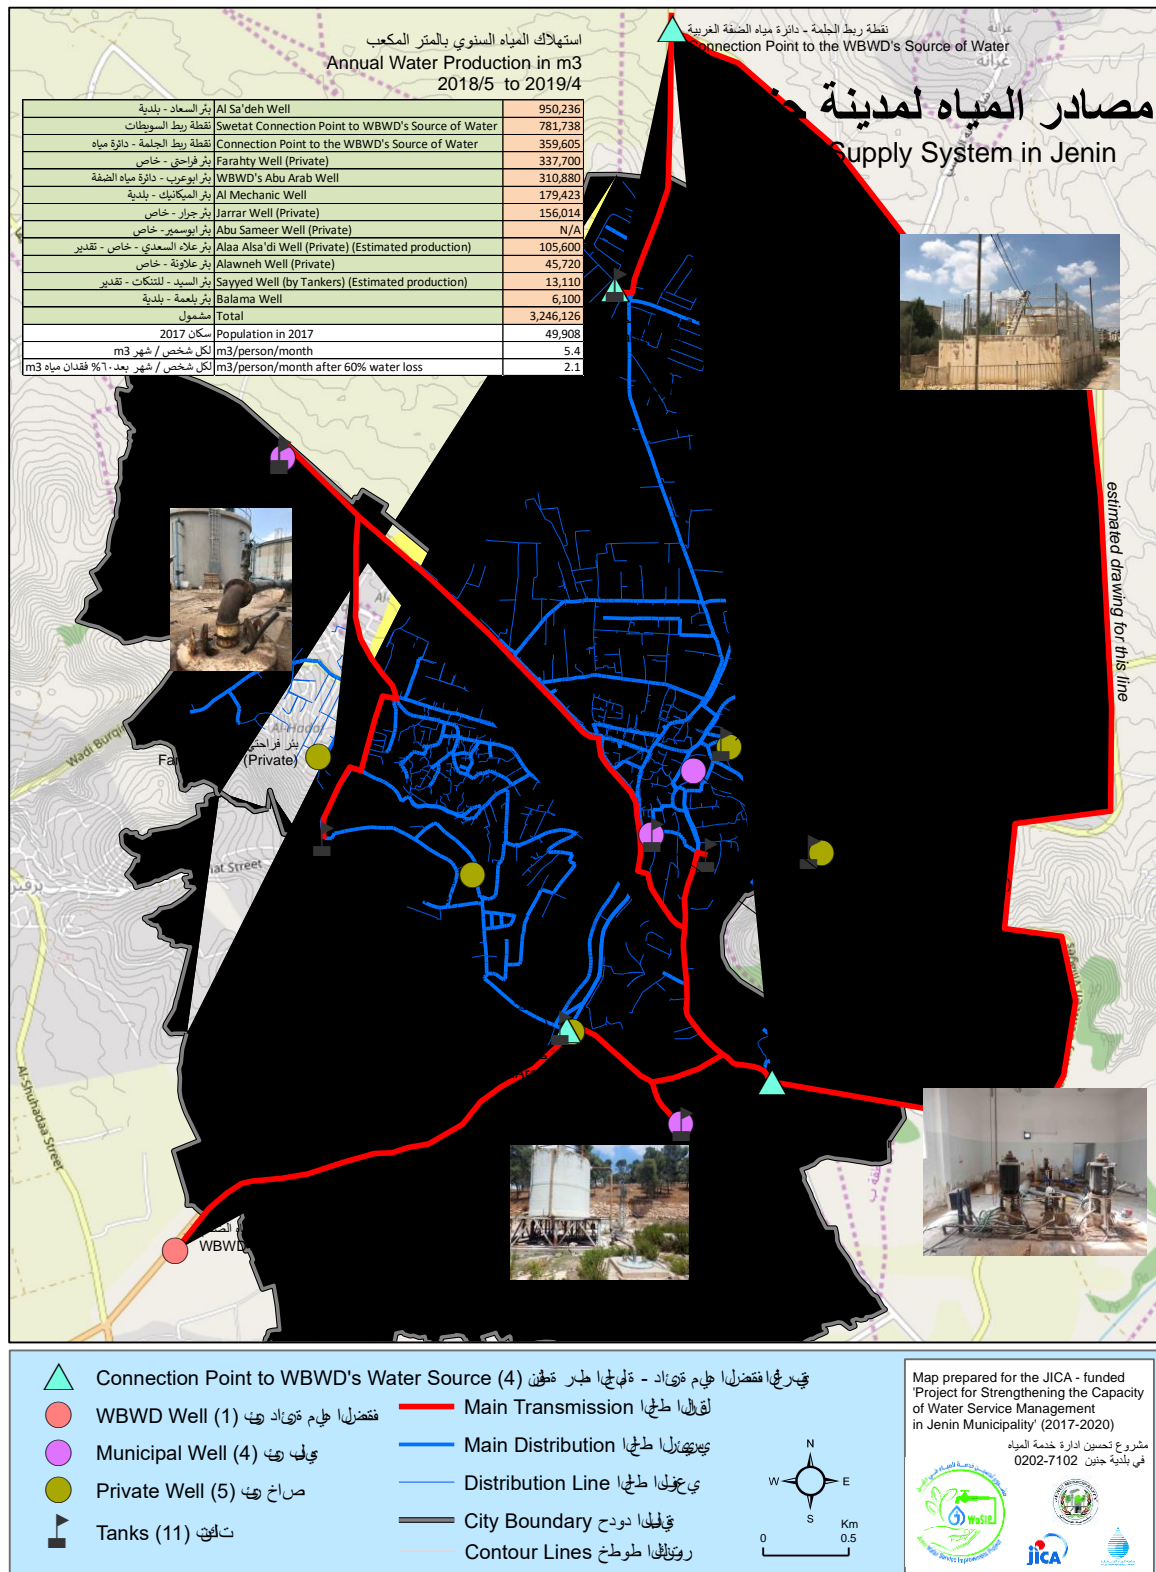 نقطة ربط الجلمة - دائرة مياه الضفة الغربية
Connection Point to the WBWD's Source of Water
عرانة
عرانه
استهلاك المياه السنوي بالمتر المكعب
Annual Water Production in m3
2018/5 to 2019/4
مصادر المياه لمدينة
Supply System in Jenin
بئر السعاد - بلدية Al Sa'deh Well 950,236
نقطة ربط السويطات Swetat Connection Point to WBWD's Source of Water 781,738
نقطة ربط الجلمة - دائرة مياه Connection Point to the WBWD's Source of Water 359,605
بئر فراحتي - خاص Farahty Well (Private) 337,700
بئر ابوعرب - دائرة مياه الضفة WBWD's Abu Arab Well 310,880
بئر الميكانيك - بلدية Al Mechanic Well 179,423
بئر جرار - خاص Jarrar Well (Private) 156,014
بئر ابوسمير- خاص Abu Sameer Well (Private) N/A
بئر علاء السعدي - خاص - تقدير Alaa Alsa'di Well (Private) (Estimated production) 105,600
بئر علاونة - خاص Alawneh Well (Private) 45,720
بئر السيد - للتنكات - تقدير Sayyed Well (by Tankers) (Estimated production) 13,110
بئر بلعمة - بلدية Balama Well 6,100
مشمول Total 3,246,126
سكان 2017 Population in 2017 49,908
لكل شخص / شهر m3 m3/person/month 5.4
لكل شخص / شهر بعد ٦٠% فقدان مياه m3 m3/person/month after 60% water loss 2.1
estimated drawing for this line
بئر فراحتي
(Private)
Wadi Burqin
برقين
Al-Shuhadaa Street
WBWD
Connection Point to WBWD's Water Source (4)
WBWD Well (1)
Municipal Well (4)
Private Well (5)
Tanks (11)
Main Transmission
Main Distribution
Distribution Line
City Boundary حدود
Contour Lines خطوط
N
W E
S
Km
0 0.5
Map prepared for the JICA - funded
'Project for Strengthening the Capacity
of Water Service Management
in Jenin Municipality' (2017-2020)
مشروع تحسين ادارة خدمة المياه
في بلدية جنين 0202-7102
WaSIP
JICA